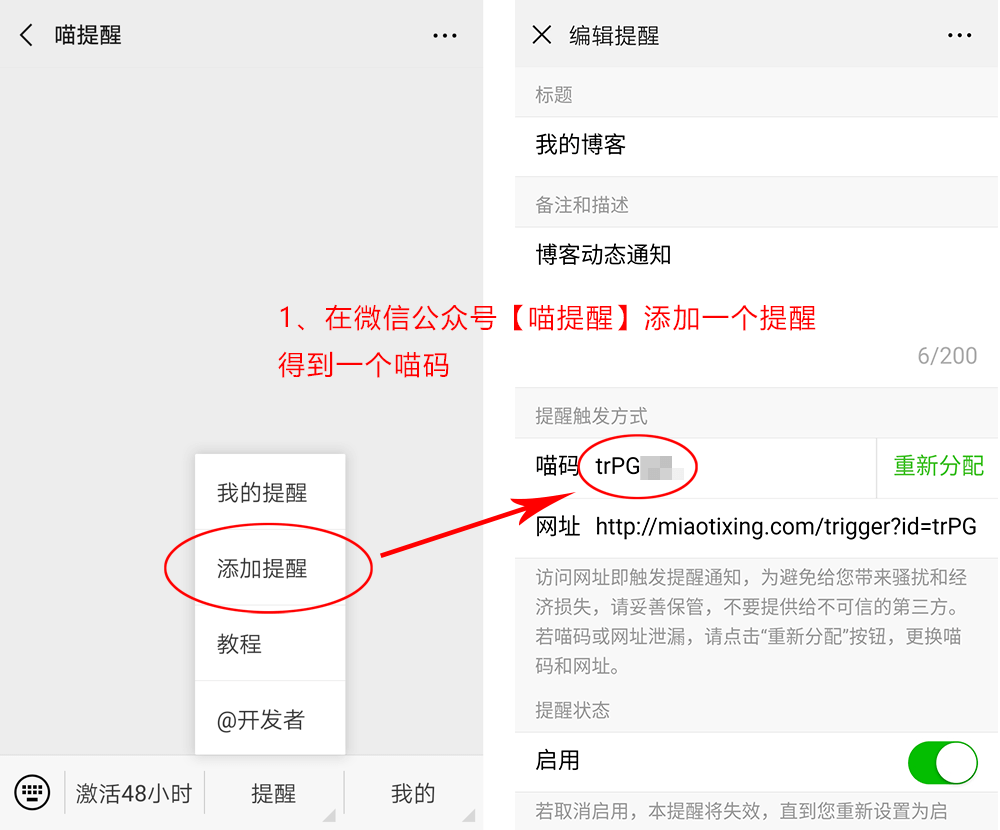 喵提醒
编辑提醒
标题
我的博客
备注和描述
博客动态通知
1、在微信公众号【喵提醒】添加一个提醒
得到一个喵码
6/200
提醒触发方式
喵码 trPG
重新分配
网址 http://miaotixing.com/trigger?id=trPG
访问网址即触发提醒通知，为避免给您带来骚扰和经
济损失，请妥善保管，不要提供给不可信的第三方。
若喵码或网址泄漏，请点击“重新分配”按钮，更换喵
码和网址。
提醒状态
启用
若取消启用，本提醒将失效，直到您重新设置为启
我的提醒
添加提醒
教程
@开发者
激活48小时
提醒
我的